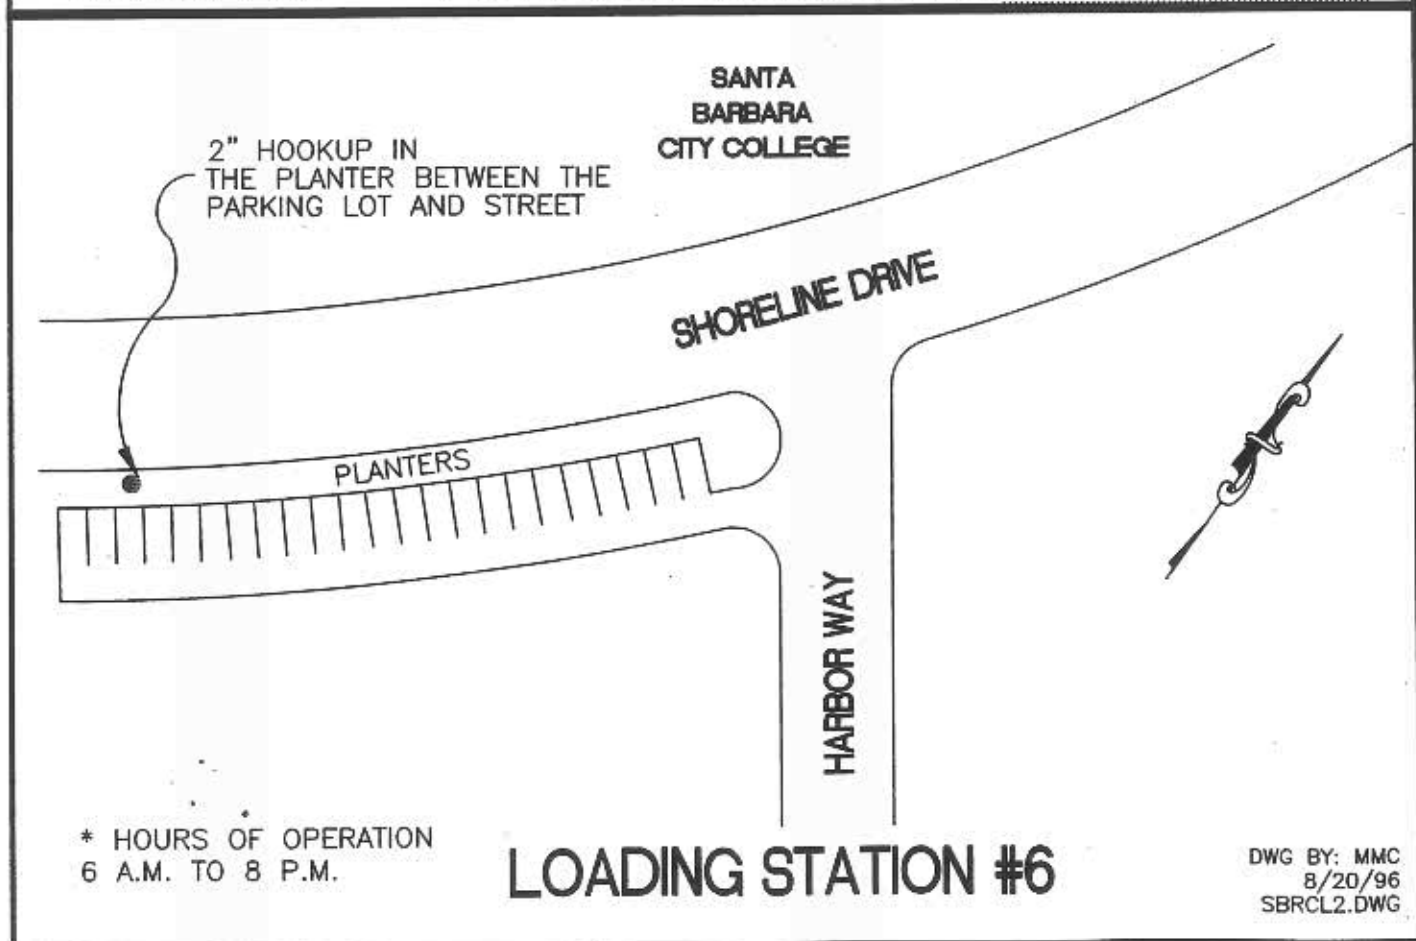 SANTA
BARBARA
CITY COLLEGE
2" HOOKUP IN
THE PLANTER BETWEEN THE
PARKING LOT AND STREET
SHORELINE DRIVE
PLANTERS
HARBOR WAY
* HOURS OF OPERATION
6 A.M. TO 8 P.M.
LOADING STATION #6
DWG BY: MMC
8/20/96
SBRCL2.DWG